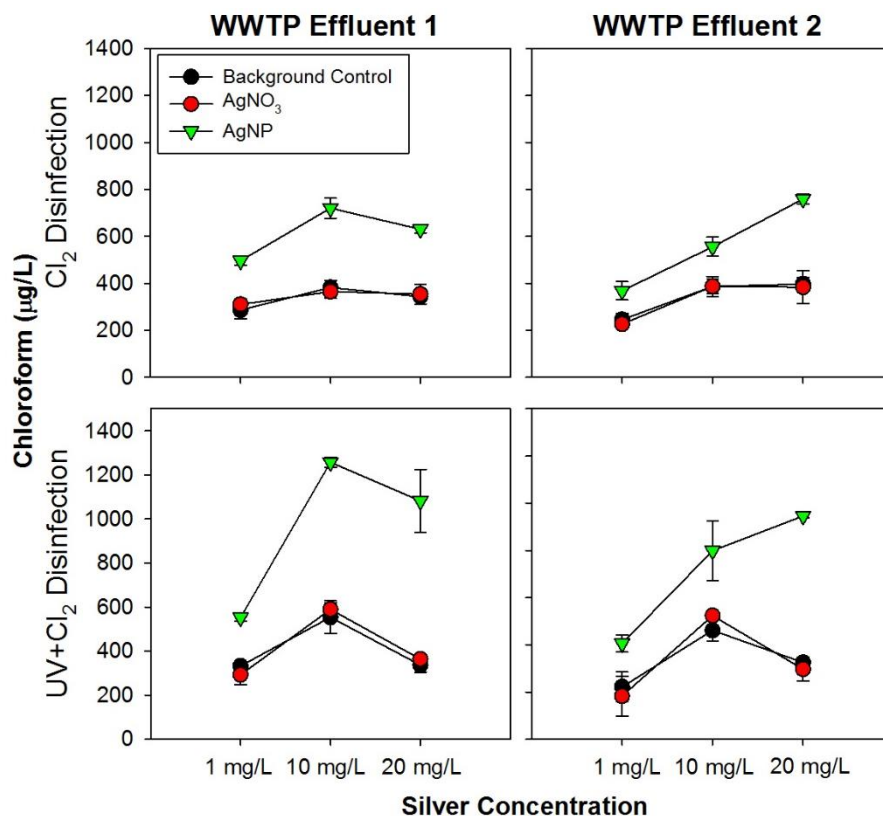 WWTP Effluent 1
WWTP Effluent 2
1400
1200
1000
800
600
400
200
0
Background Control
AgNO₃
AgNP
Cl₂ Disinfection
Chloroform (µg/L)
1400
1200
1000
800
600
400
200
0
UV+Cl₂ Disinfection
1 mg/L 10 mg/L 20 mg/L
1 mg/L 10 mg/L 20 mg/L
Silver Concentration